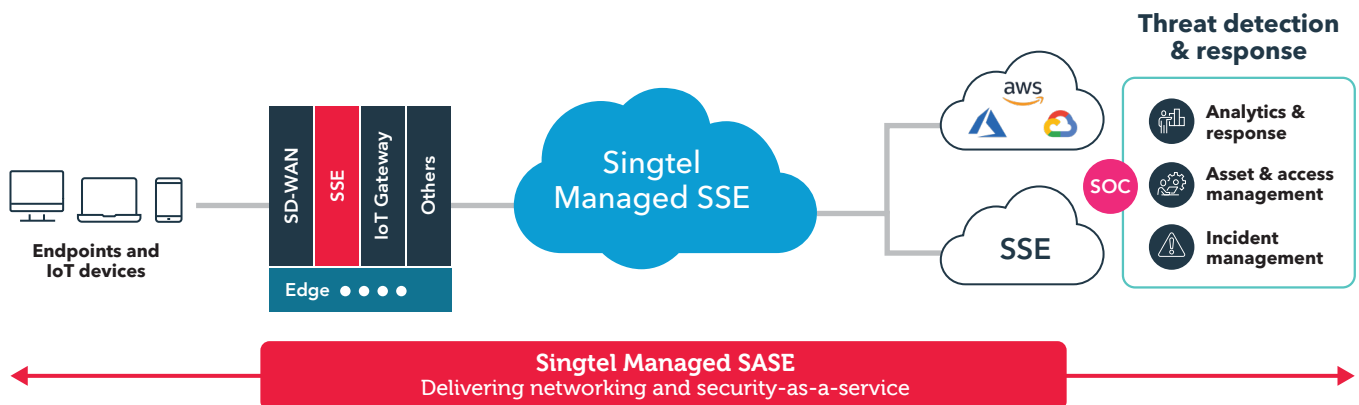 Threat detection
& response
aws
Analytics &
response
SD-WAN
SSE
IoT Gateway
Others
Singtel
Managed SSE
SOC
Asset & access
management
Endpoints and
IoT devices
SSE
Incident
management
Edge
Singtel Managed SASE
Delivering networking and security-as-a-service